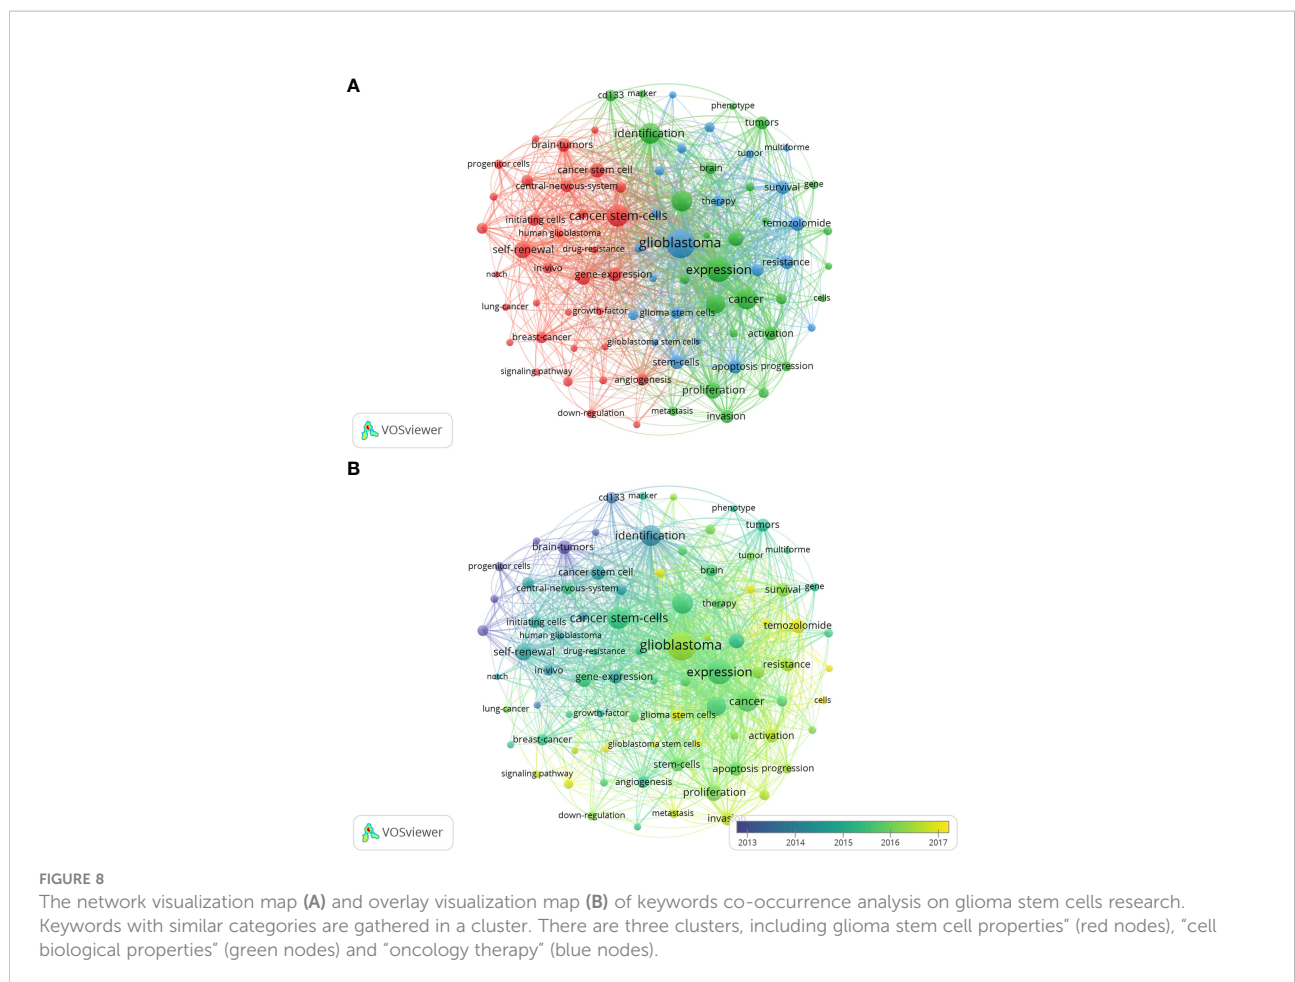 A
cd133 marker
phenotype
tumors
identification
brain-tumors
tumor multiforme
progenitor cells
cancer stem cell
brain
central-nervous-system
survival gene
therapy
initiating cells cancer stem-cells
temozolomide
human glioblastoma
glioblastoma
self-renewal drug-resistance
resistance
notch in-vivo gene-expression expression
cancer cells
lung-cancer
growth-factor glioma stem cells
breast-cancer glioblastoma stem cells activation
stem-cells apoptosis progression
signaling pathway
angiogenesis
proliferation
down-regulation metastasis invasion
VOSviewer
B
cd133 marker
phenotype
tumors
identification
brain-tumors
tumor multiforme
progenitor cells
cancer stem cell
brain
central-nervous-system
survival gene
therapy
initiating cells cancer stem-cells
temozolomide
human glioblastoma
glioblastoma
self-renewal drug-resistance
resistance
notch in-vivo gene-expression expression
cancer cells
lung-cancer
growth-factor glioma stem cells
breast-cancer glioblastoma stem cells activation
stem-cells apoptosis progression
signaling pathway
angiogenesis
proliferation
down-regulation metastasis invas
VOSviewer
2013 2014 2015 2016 2017
FIGURE 8
The network visualization map (A) and overlay visualization map (B) of keywords co-occurrence analysis on glioma stem cells research.
Keywords with similar categories are gathered in a cluster. There are three clusters, including glioma stem cell properties” (red nodes), “cell
biological properties” (green nodes) and “oncology therapy” (blue nodes).